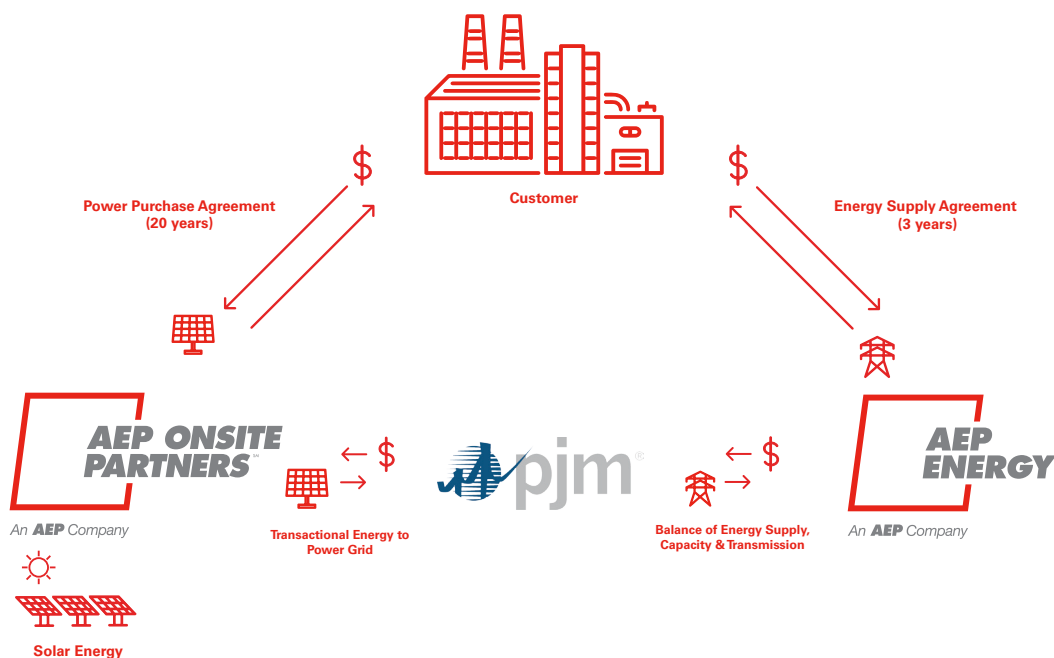 Customer
$
$
Power Purchase Agreement
(20 years)
Energy Supply Agreement
(3 years)
AEP ONSITE
PARTNERS℠
An AEP Company
$
Transactional Energy to
Power Grid
pjm®
$
Balance of Energy Supply,
Capacity & Transmission
AEP
ENERGY
An AEP Company
Solar Energy